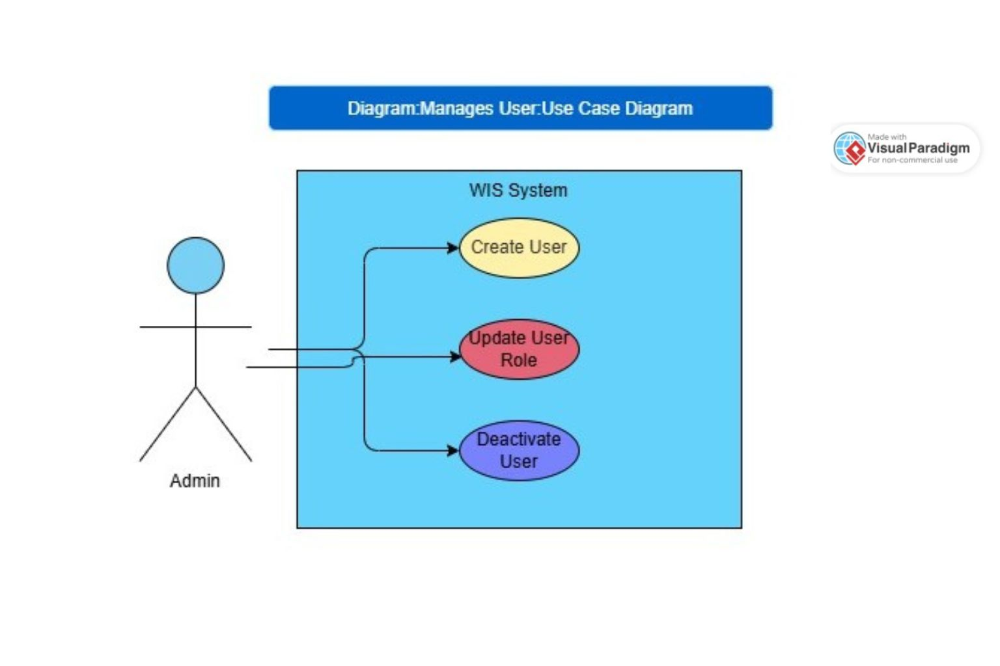 Diagram:Manages User:Use Case Diagram
Made with
Visual Paradigm
For non-commercial use
WIS System
Create User
Update User
Role
Deactivate
User
Admin